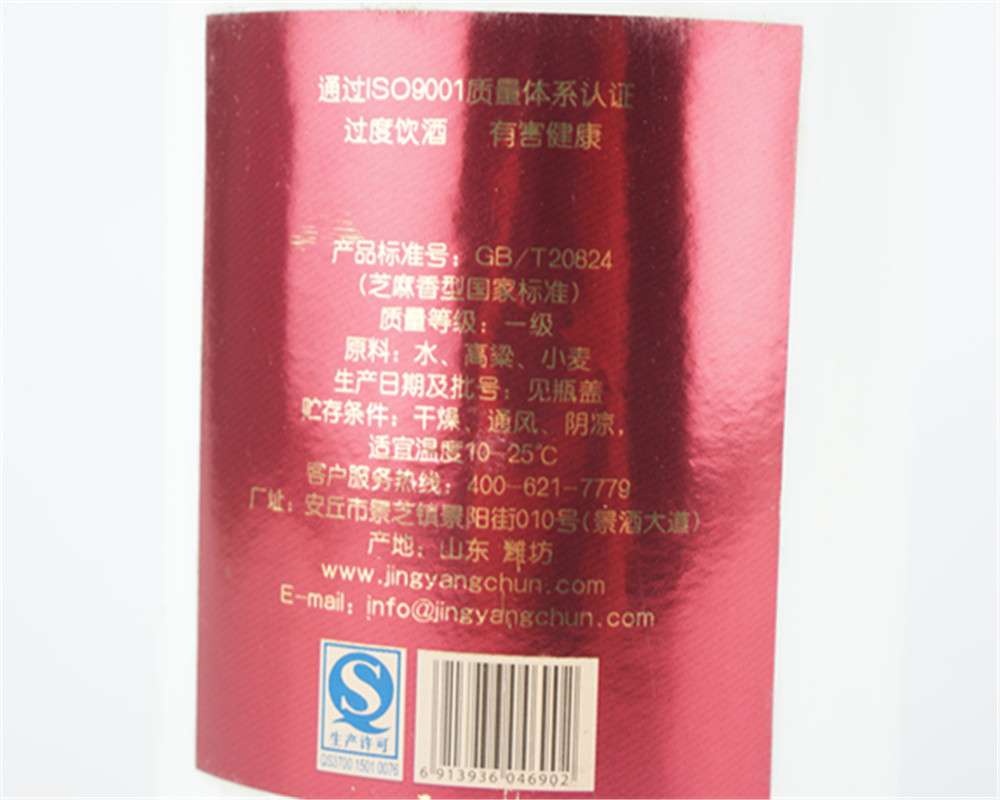 通过ISO9001质量体系认证
过度饮酒 有害健康
产品标准号：GB/T20824
(芝麻香型国家标准)
质量等级：一级
原料：水、高粱、小麦
生产日期及批号：见瓶盖
贮存条件：干燥、通风、阴凉，
适宜温度10-25℃
客户服务热线：400-621-7779
厂址：安丘市景芝镇景阳街010号(景酒大道)
产地：山东 潍坊
www.jingyangchun.com
E-mail：info@jingyangchun.com
生产许可
QS3700 1501 0076
6 913936 046902